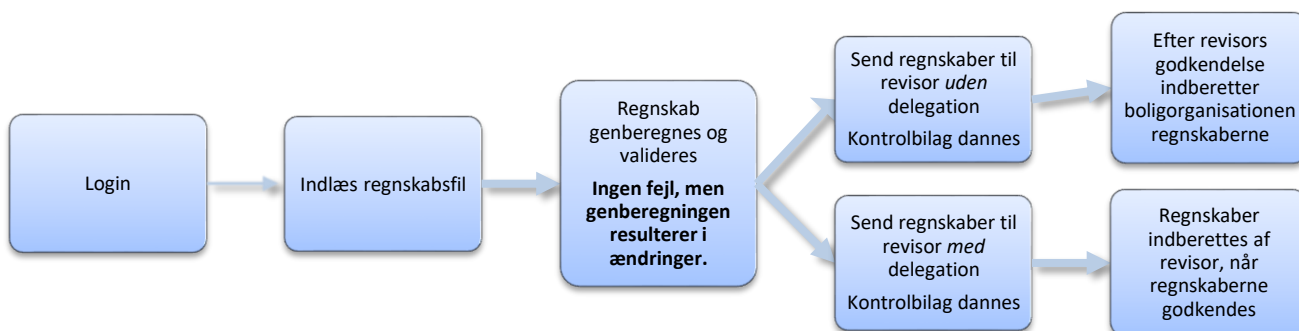 Login
Indlæs regnskabsfil
Regnskab
genberegnes og
valideres
Ingen fejl, men
genberegningen
resulterer i
ændringer.
Send regnskaber til
revisor uden
delegation
Kontrolbilag dannes
Efter revisors
godkendelse
indberetter
boligorganisationen
regnskaberne
Send regnskaber til
revisor med
delegation
Kontrolbilag dannes
Regnskaber
indberettes af
revisor, når
regnskaberne
godkendes